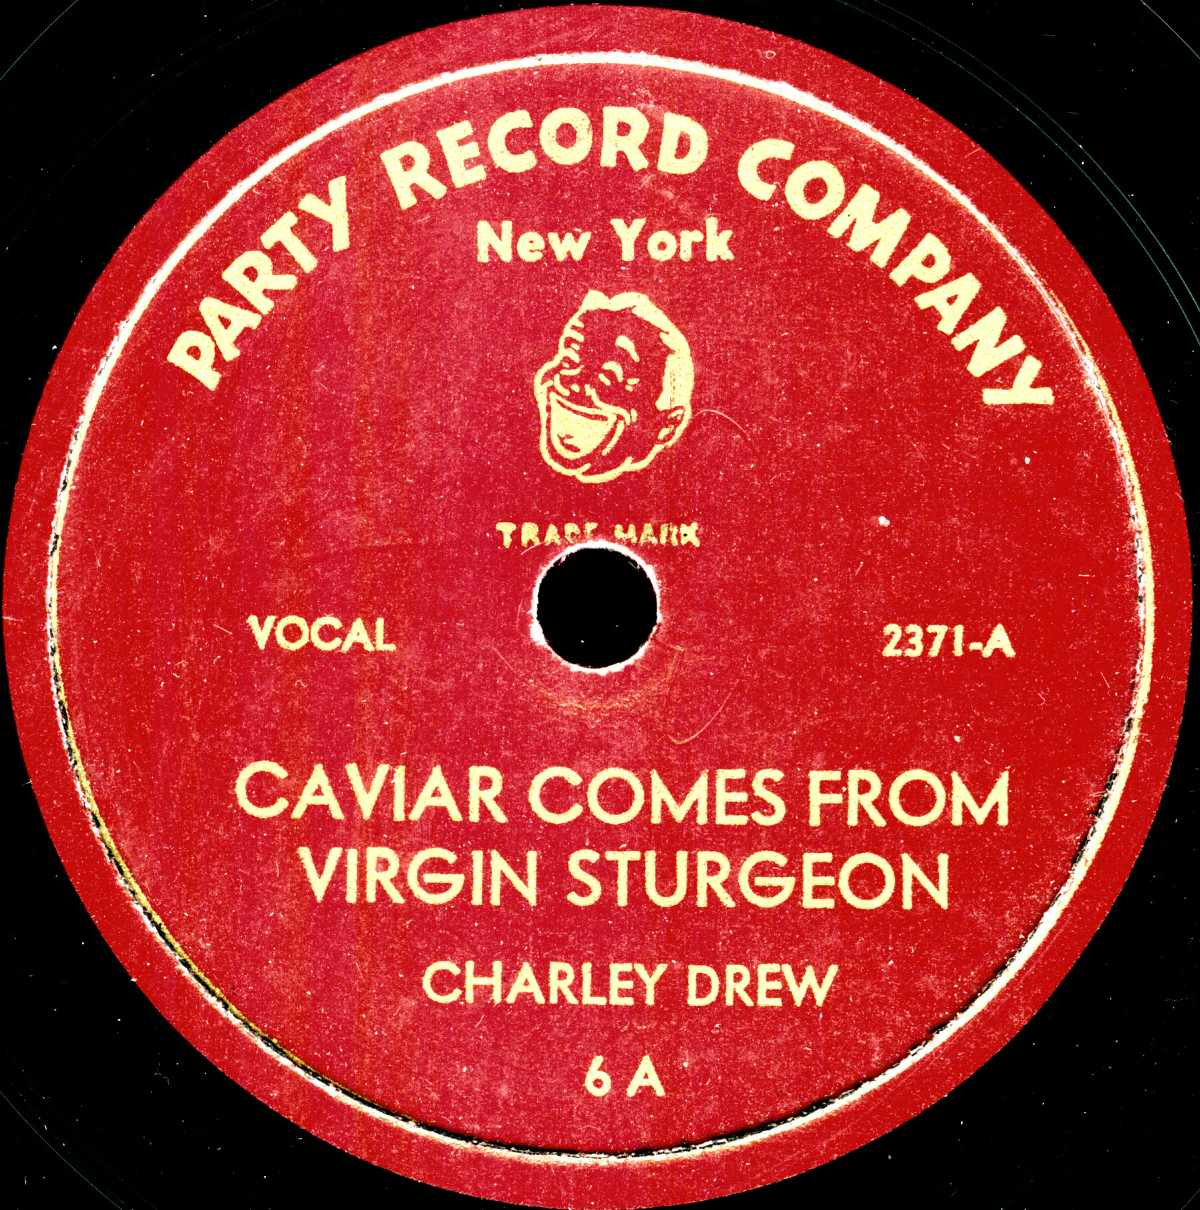 PARTY RECORD COMPANY
New York
TRADE MARK
VOCAL
2371-A
CAVIAR COMES FROM
VIRGIN STURGEON
CHARLEY DREW
6 A